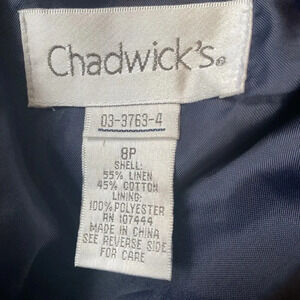 Chadwick's®
03-3763-4
8P
SHELL:
55% LINEN
45% COTTON
LINING:
100% POLYESTER
RN 107444
MADE IN CHINA
SEE REVERSE SIDE
FOR CARE